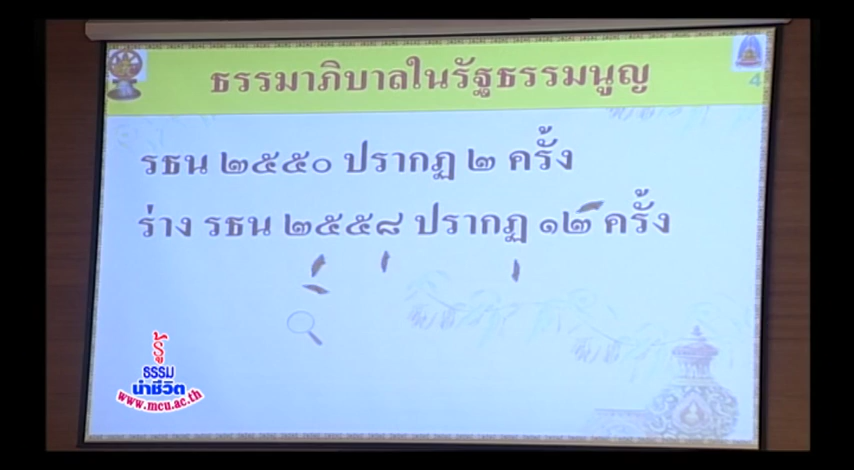 ธรรมาภิบาลในรัฐธรรมนูญ
4
รธน ๒๕๕๐ ปรากฏ ๒ ครั้ง
ร่าง รธน ๒๕๕๘ ปรากฏ ๑๒ ครั้ง
รู้
ธรรม
นำชีวิต
www.mcu.ac.th